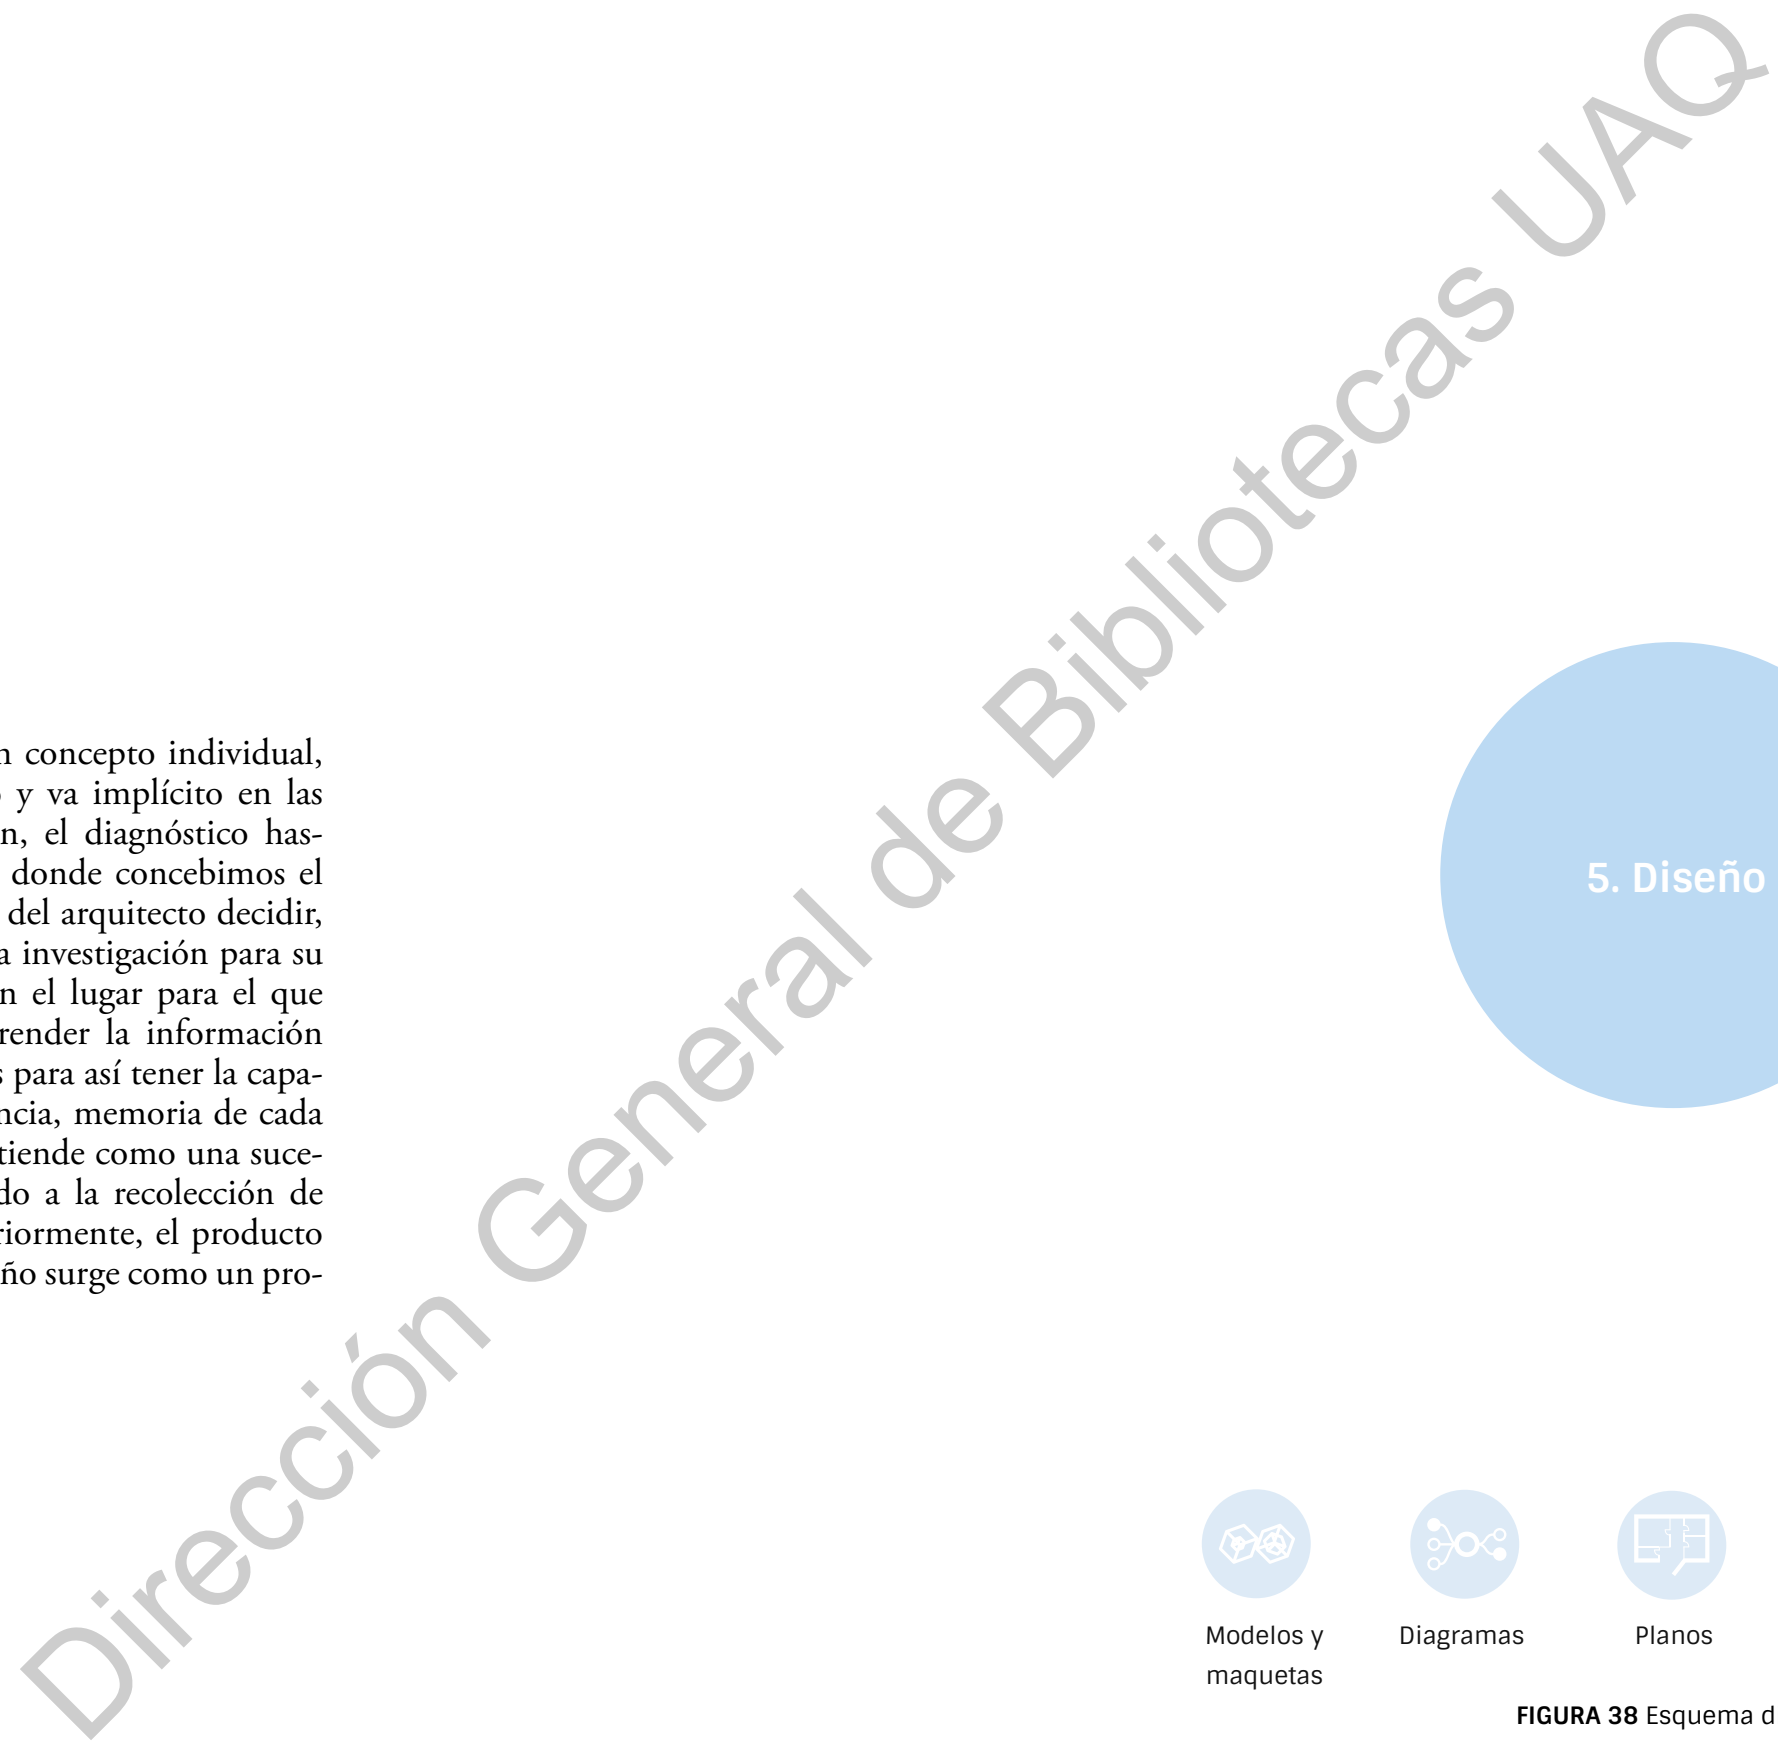 n concepto individual,
y va implícito en las
n, el diagnóstico has-
donde concebimos el
del arquitecto decidir,
a investigación para su
n el lugar para el que
render la información
s para así tener la capa-
ncia, memoria de cada
tiende como una suce-
do a la recolección de
riormente, el producto
ño surge como un pro-
Dirección General de Bibliotecas UAQ
5. Diseño
Modelos y
maquetas
Diagramas
Planos
FIGURA 38 Esquema d